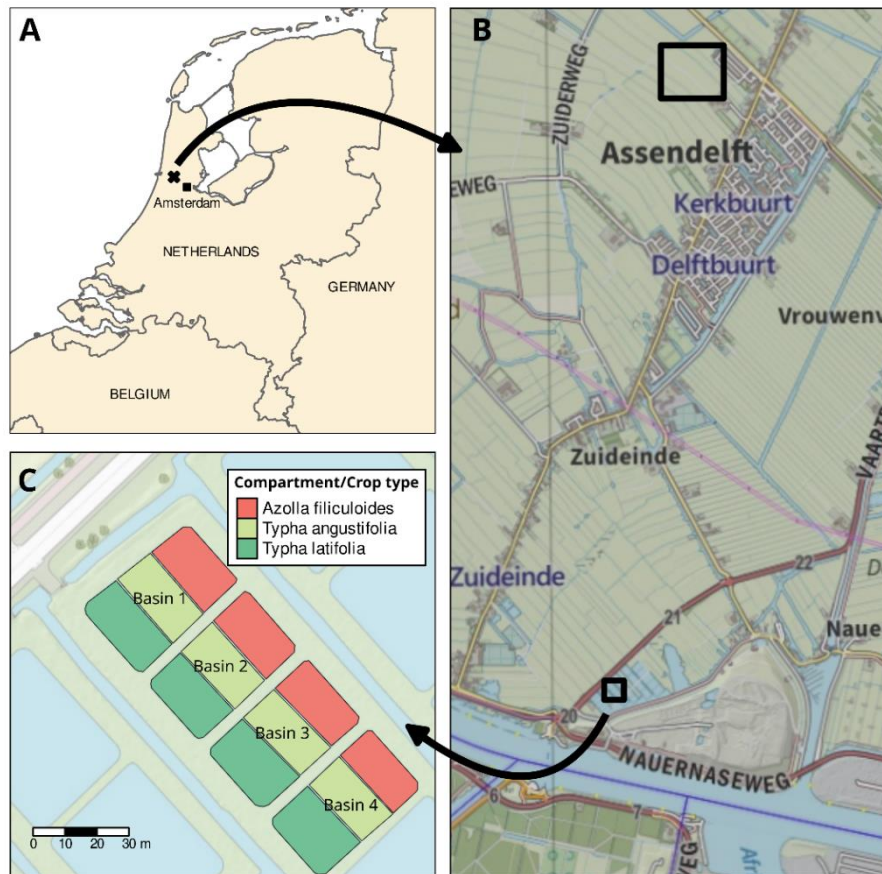 A
Amsterdam
NETHERLANDS
GERMANY
BELGIUM
B
ZUIDERWEG
EWEG
Assendelft
Kerkbuurt
Delftbuurt
Vrouwenv
d
Zuideinde
VAART
22
D
Zuideinde
21
Naue
20
NAUERNASEWEG
6
7
WEG
Afr
C
Compartment/Crop type
Azolla filiculoides
Typha angustifolia
Typha latifolia
Basin 1
Basin 2
Basin 3
Basin 4
0 10 20 30 m